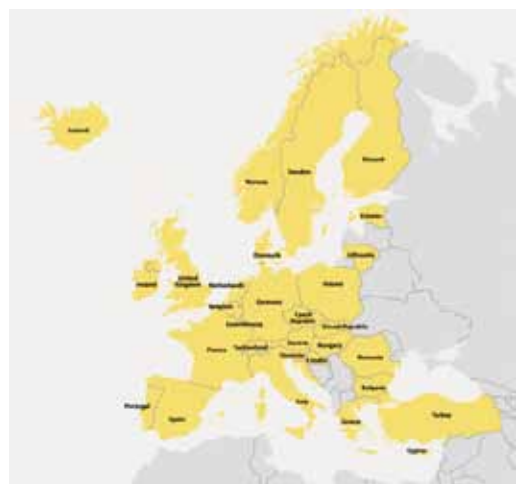 Iceland
Norway
Sweden
Finland
Estonia
Denmark
Lithuania
Ireland
United
Kingdom
Netherlands
Belgium
Germany
Poland
Luxembourg
Czech
Republic
Slovak Republic
France
Switzerland
Austria
Hungary
Slovenia
Croatia
Romania
Bulgaria
Portugal
Spain
Italy
Greece
Turkey
Cyprus